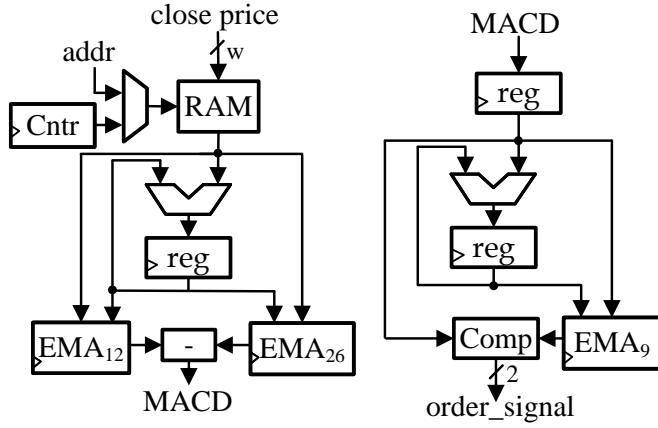 close price
w
addr
Cntr
RAM
reg
EMA₁₂
-
EMA₂₆
MACD
MACD
reg
reg
Comp
EMA₉
2
order_signal